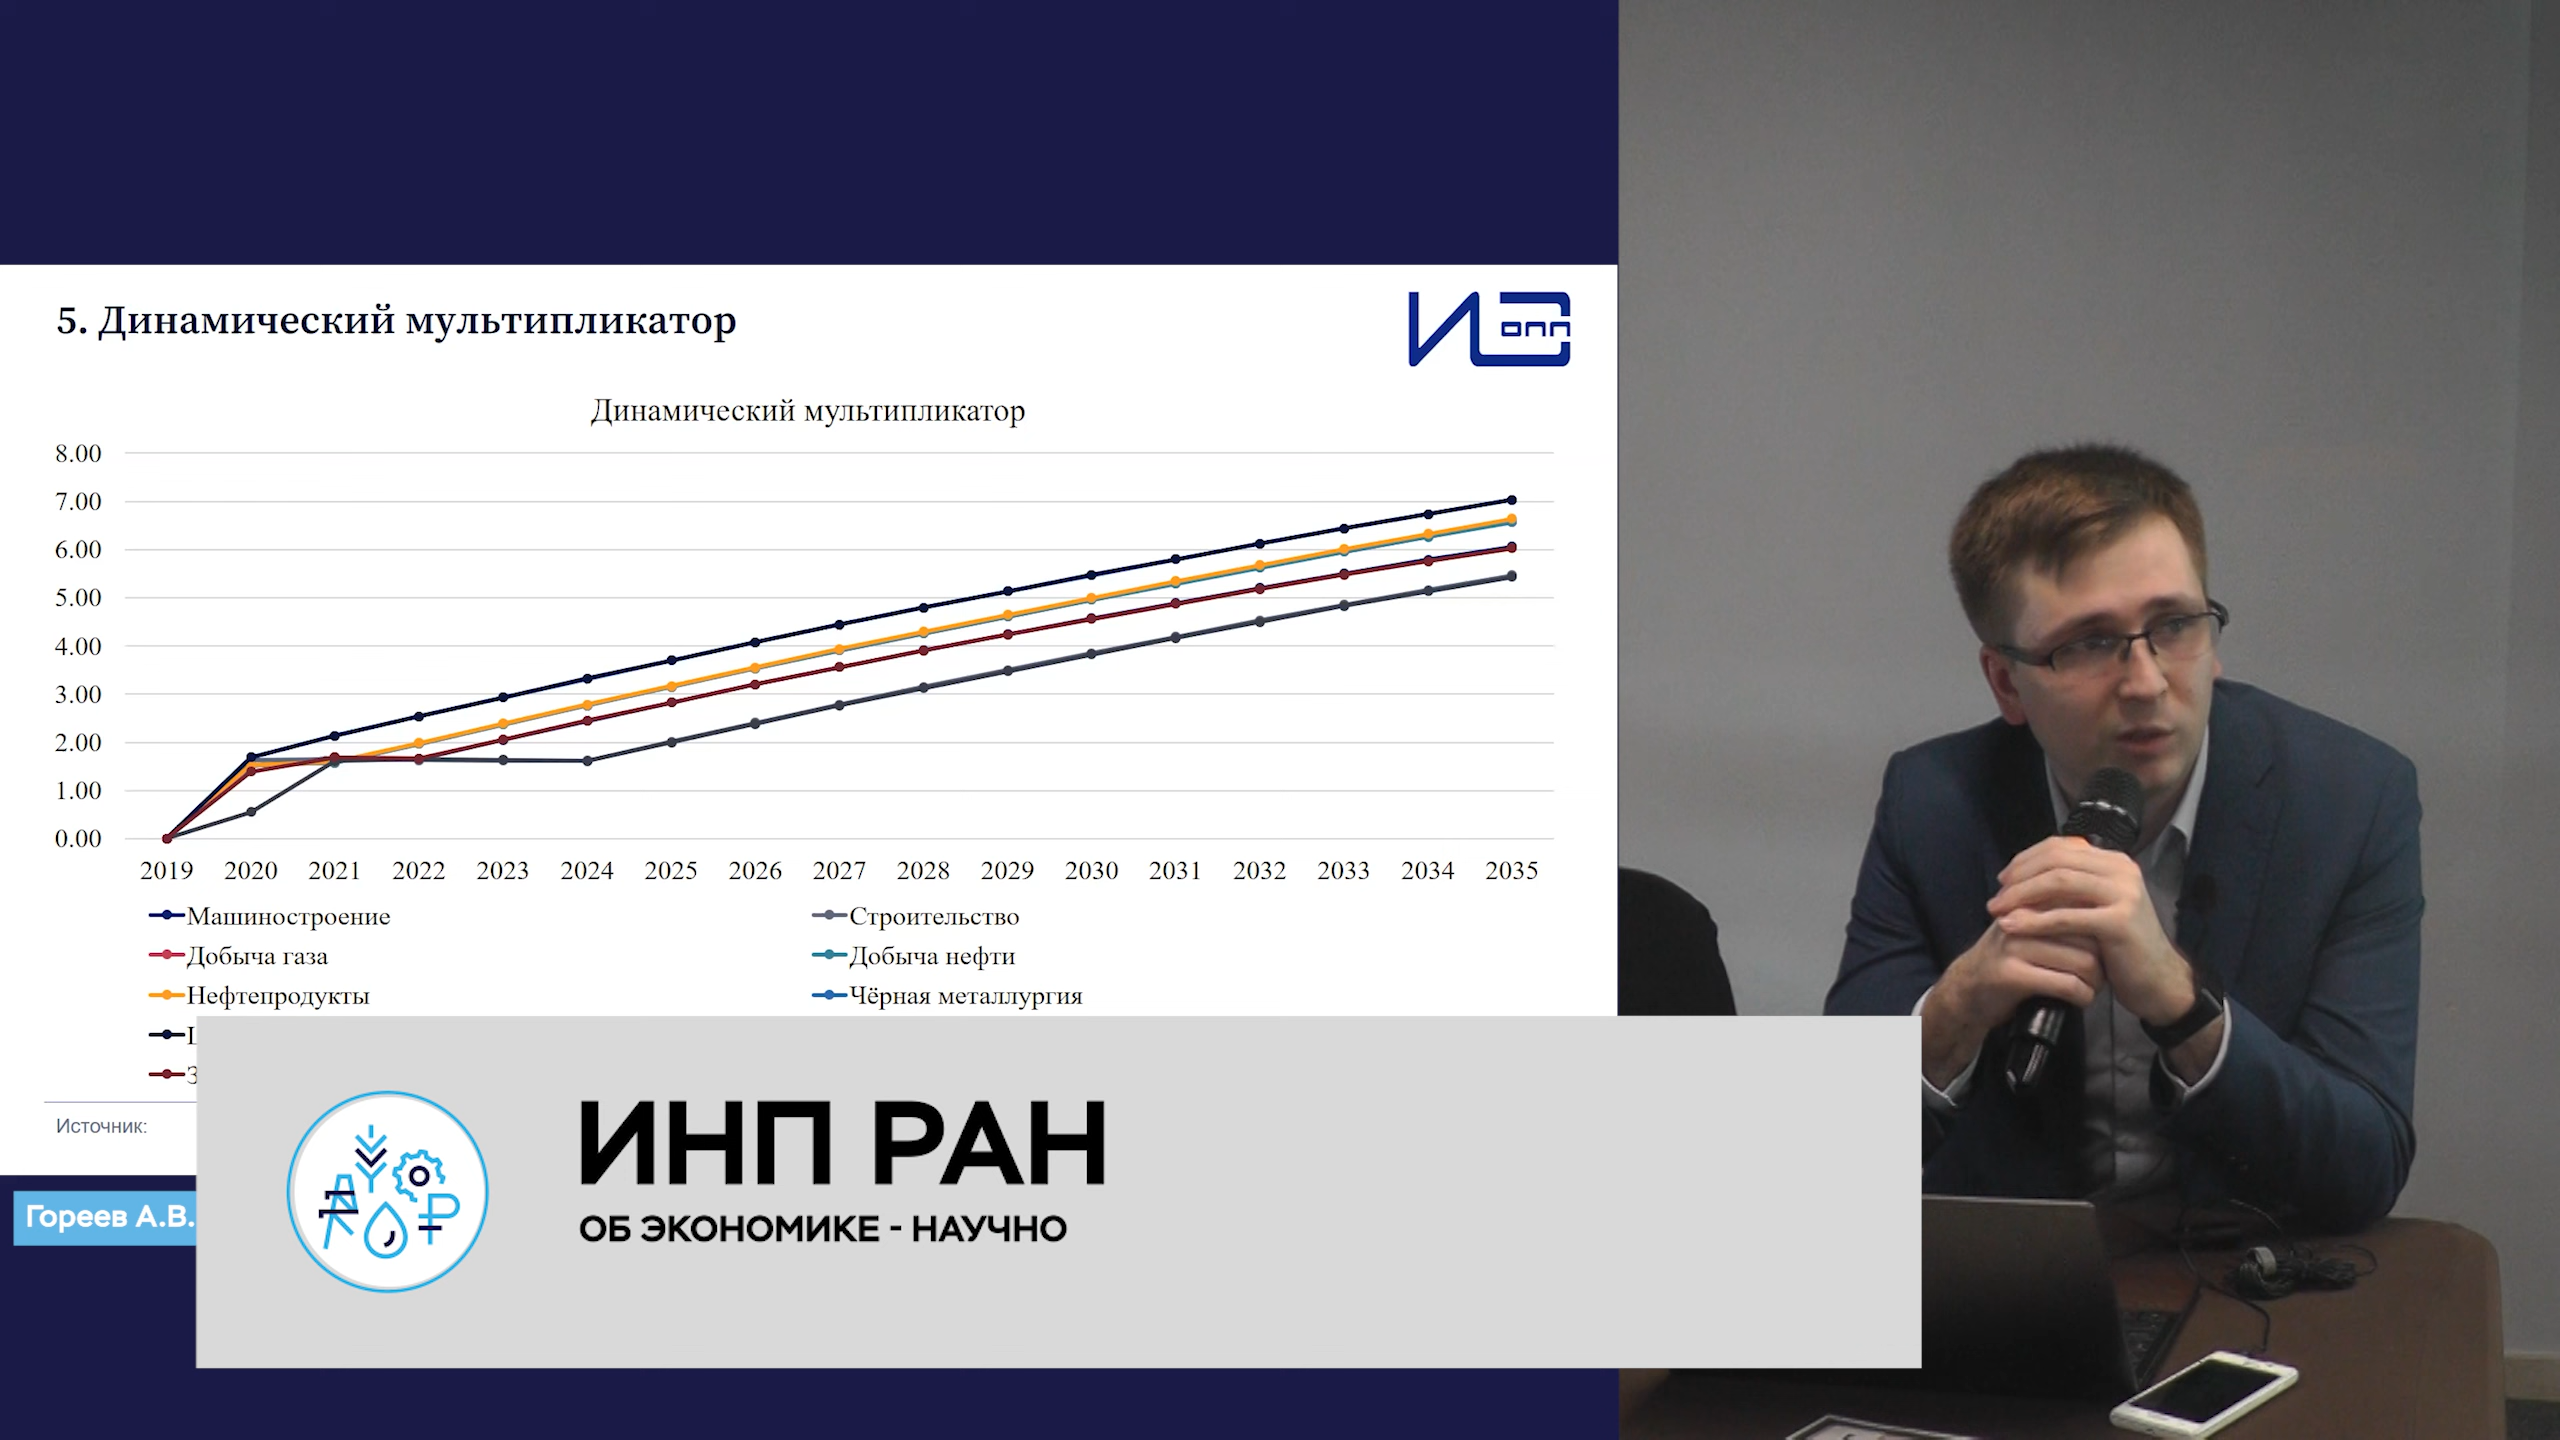 5. Динамический мультипликатор
ИЭ
опп
Динамический мультипликатор
8.00
7.00
6.00
5.00
4.00
3.00
2.00
1.00
0.00
2019 2020 2021 2022 2023 2024 2025 2026 2027 2028 2029 2030 2031 2032 2033 2034 2035
Машиностроение
Строительство
Добыча газа
Добыча нефти
Нефтепродукты
Чёрная металлургия
Источник:
Гореев А.В.
ИНП РАН
ОБ ЭКОНОМИКЕ - НАУЧНО